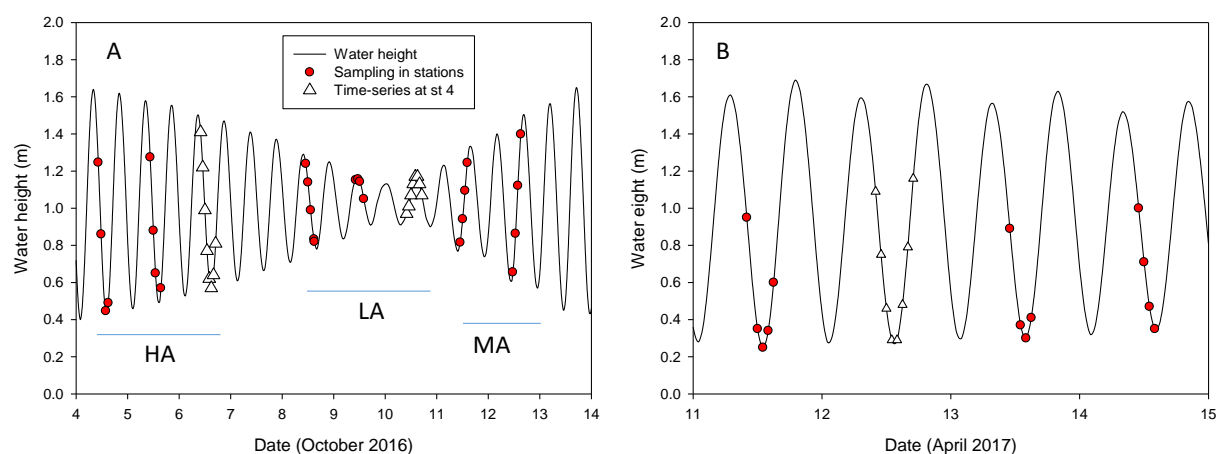 A
Water height
Sampling in stations
Time-series at st 4
HA
LA
MA
Water height (m)
2.0
1.8
1.6
1.4
1.2
1.0
0.8
0.6
0.4
0.2
0.0
4 5 6 7 8 9 10 11 12 13 14
Date (October 2016)
B
Water eight (m)
2.0
1.8
1.6
1.4
1.2
1.0
0.8
0.6
0.4
0.2
0.0
11 12 13 14 15
Date (April 2017)